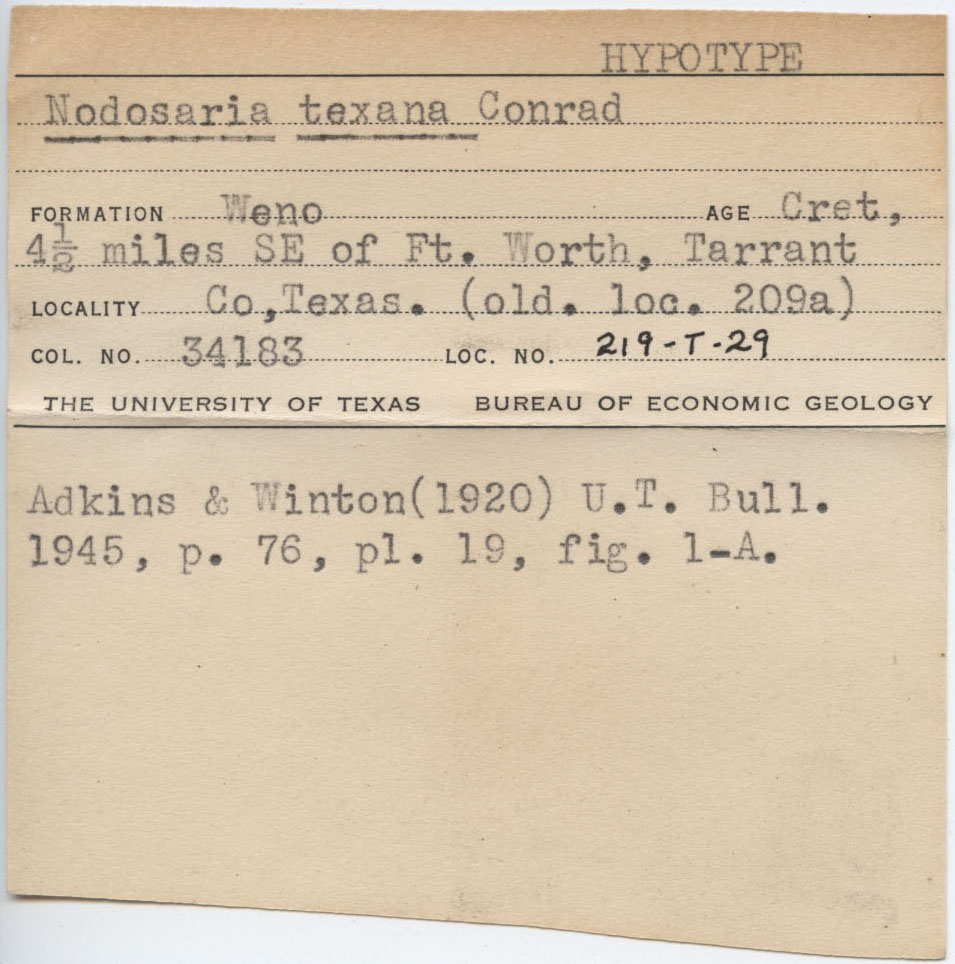 HYPOTYPE
Nodosaria texana Conrad
FORMATION Weno AGE Cret,
4½ miles SE of Ft. Worth, Tarrant
LOCALITY Co,Texas. (old. loc. 209a)
COL. NO. 34183 LOC. NO. 219-T-29
THE UNIVERSITY OF TEXAS BUREAU OF ECONOMIC GEOLOGY
Adkins & Winton(1920) U.T. Bull.
1945, p. 76, pl. 19, fig. 1-A.